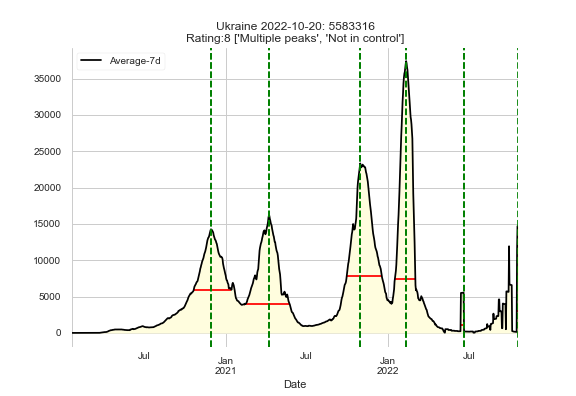 Ukraine 2022-10-20: 5583316
Rating:8 ['Multiple peaks', 'Not in control']
Average-7d
35000
30000
25000
20000
15000
10000
5000
0
Jul
Jan
2021
Jul
Jan
2022
Jul
Date